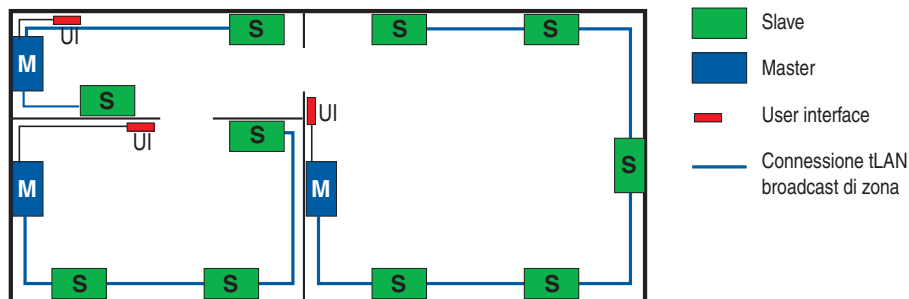 UI
S
S
S
M
S
UI
UI
S
M
S
M
S
S
S
S
S
Slave
Master
User interface
Connessione tLAN
broadcast di zona